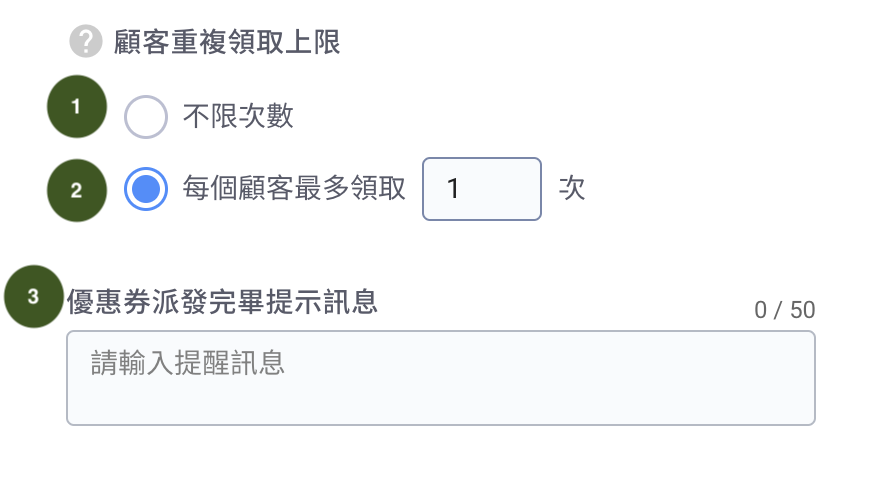 ? 顧客重複領取上限
1 不限次數
2 每個顧客最多領取 1 次
3 優惠券派發完畢提示訊息 0 / 50
請輸入提醒訊息